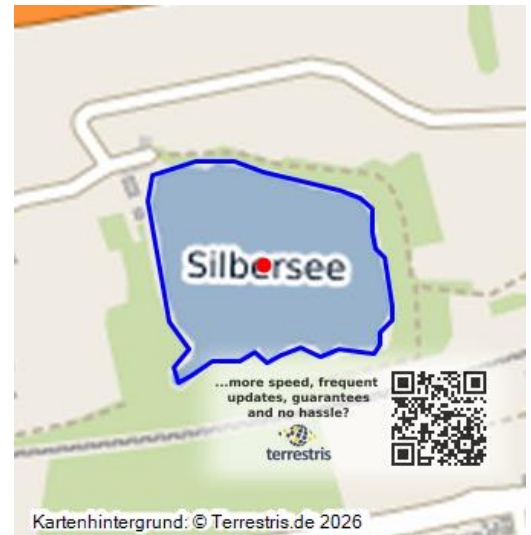 Silbersee
...more speed, frequent
updates, guarantees
and no hassle?
terrestris
Kartenhintergrund: © Terrestris.de 2026